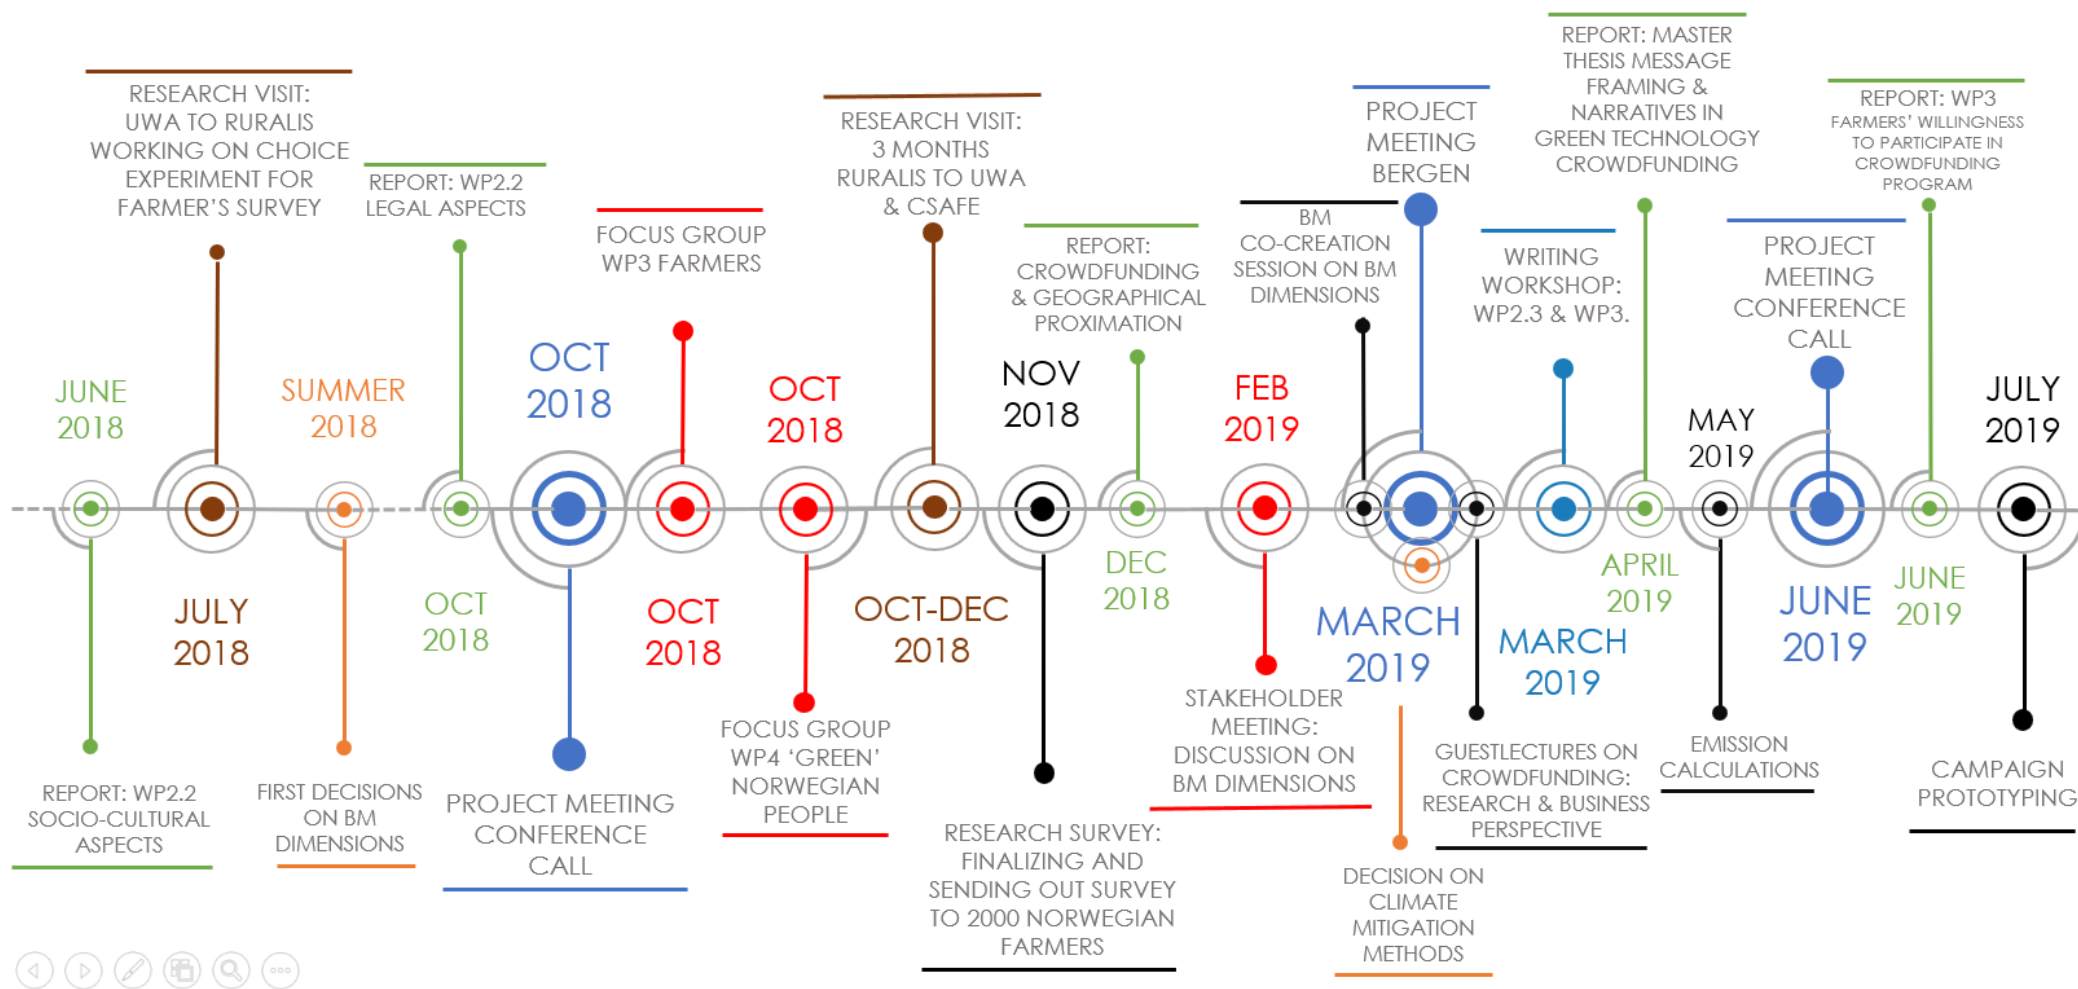 RESEARCH VISIT:
UWA TO RURALIS
WORKING ON CHOICE
EXPERIMENT FOR
FARMER'S SURVEY
REPORT: WP2.2
LEGAL ASPECTS
FOCUS GROUP
WP3 FARMERS
RESEARCH VISIT:
3 MONTHS
RURALIS TO UWA
& CSAFE
REPORT:
CROWDFUNDING
& GEOGRAPHICAL
PROXIMATION
BM
CO-CREATION
SESSION ON BM
DIMENSIONS
PROJECT
MEETING
BERGEN
WRITING
WORKSHOP:
WP2.3 & WP3.
REPORT: MASTER
THESIS MESSAGE
FRAMING &
NARRATIVES IN
GREEN TECHNOLOGY
CROWDFUNDING
PROJECT
MEETING
CONFERENCE
CALL
REPORT: WP3
FARMERS' WILLINGNESS
TO PARTICIPATE IN
CROWDFUNDING
PROGRAM
JUNE
2018
SUMMER
2018
OCT
2018
OCT
2018
NOV
2018
FEB
2019
MAY
2019
JULY
2019
JULY
2018
OCT
2018
OCT
2018
OCT-DEC
2018
DEC
2018
MARCH
2019
MARCH
2019
APRIL
2019
JUNE
2019
JUNE
2019
REPORT: WP2.2
SOCIO-CULTURAL
ASPECTS
FIRST DECISIONS
ON BM
DIMENSIONS
PROJECT MEETING
CONFERENCE
CALL
FOCUS GROUP
WP4 ‘GREEN’
NORWEGIAN
PEOPLE
RESEARCH SURVEY:
FINALIZING AND
SENDING OUT SURVEY
TO 2000 NORWEGIAN
FARMERS
STAKEHOLDER
MEETING:
DISCUSSION ON
BM DIMENSIONS
DECISION ON
CLIMATE
MITIGATION
METHODS
GUESTLECTURES ON
CROWDFUNDING:
RESEARCH & BUSINESS
PERSPECTIVE
EMISSION
CALCULATIONS
CAMPAIGN
PROTOTYPING